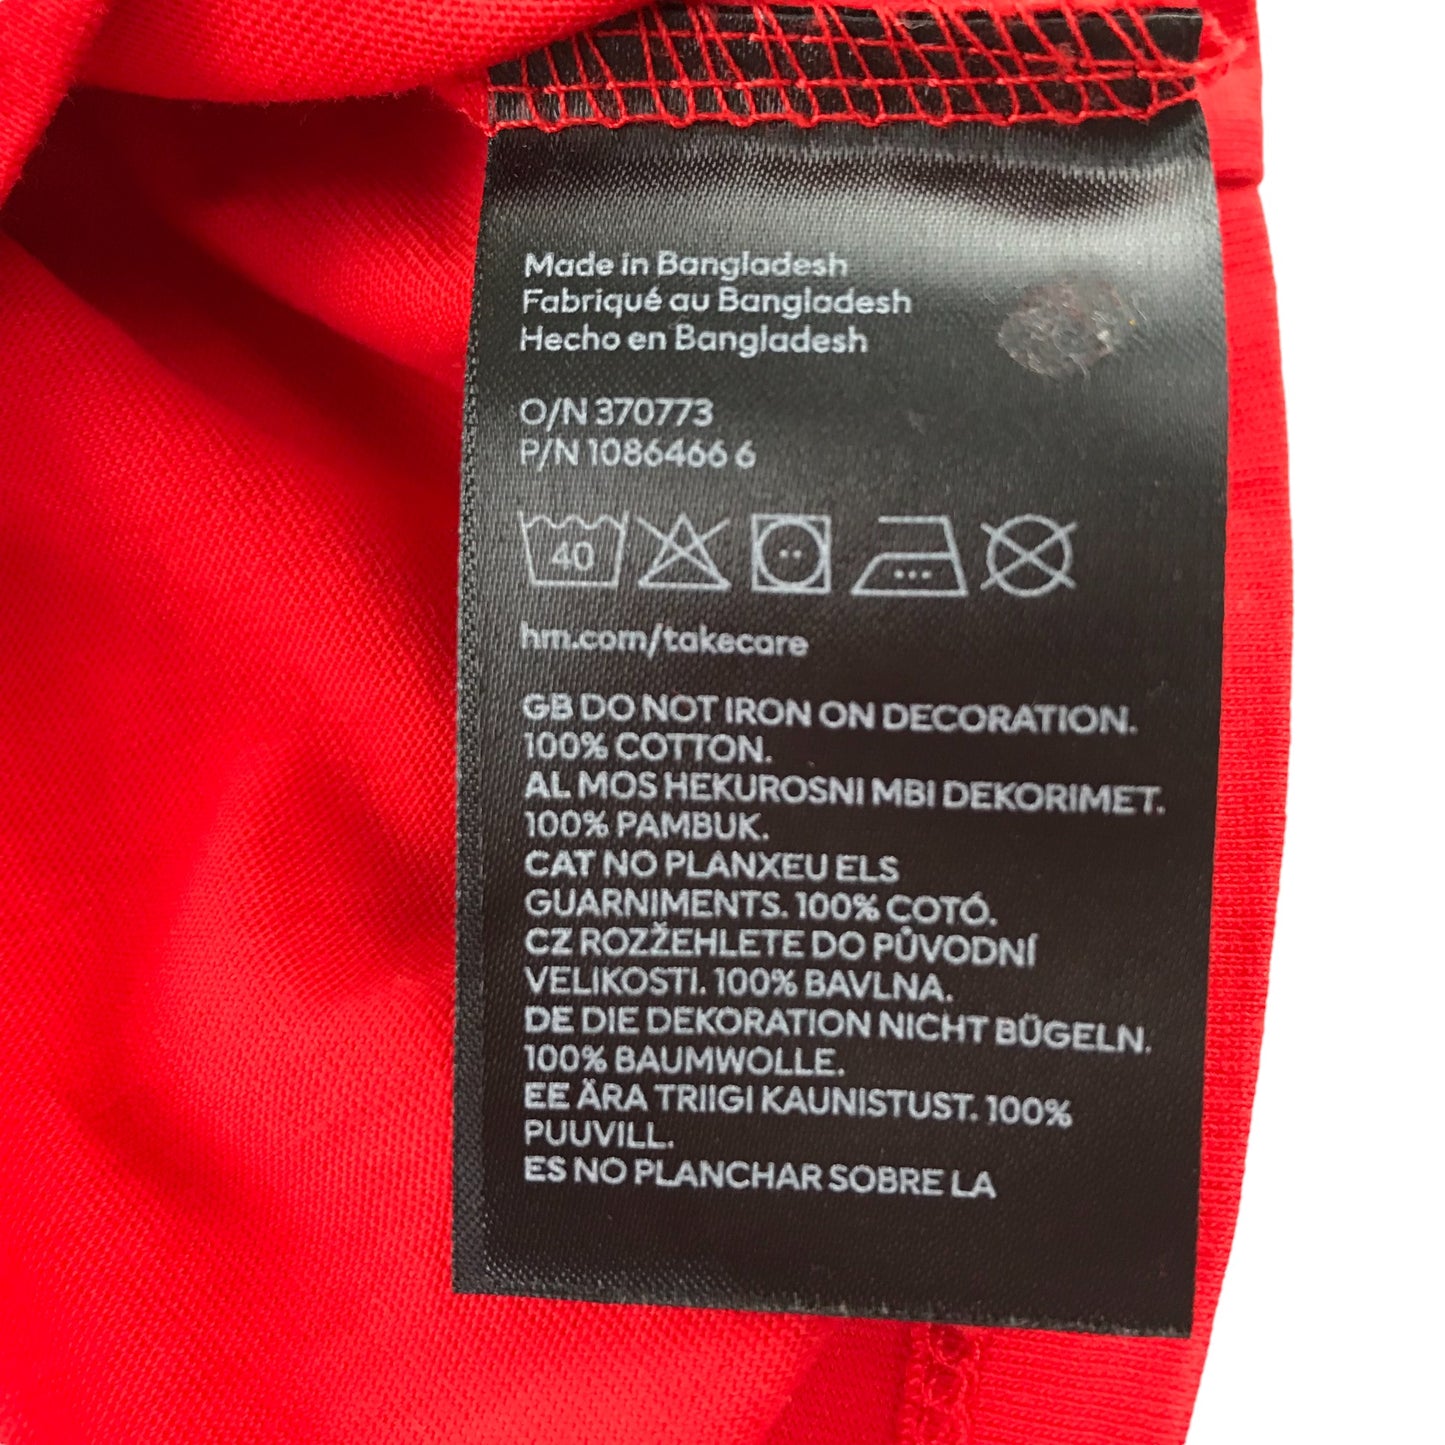 Made in Bangladesh
Fabriqué au Bangladesh
Hecho en Bangladesh
O/N 370773
P/N 1086466 6
40
hm.com/takecare
GB DO NOT IRON ON DECORATION.
100% COTTON.
AL MOS HEKUROSNI MBI DEKORIMET.
100% PAMBUK.
CAT NO PLANXEU ELS
GUARNIMENTS. 100% COTÓ.
CZ ROZŽEHLETE DO PŮVODNÍ
VELIKOSTI. 100% BAVLNA.
DE DIE DEKORATION NICHT BÜGELN.
100% BAUMWOLLE.
EE ÄRA TRIIGI KAUNISTUST. 100%
PUUVILL.
ES NO PLANCHAR SOBRE LA